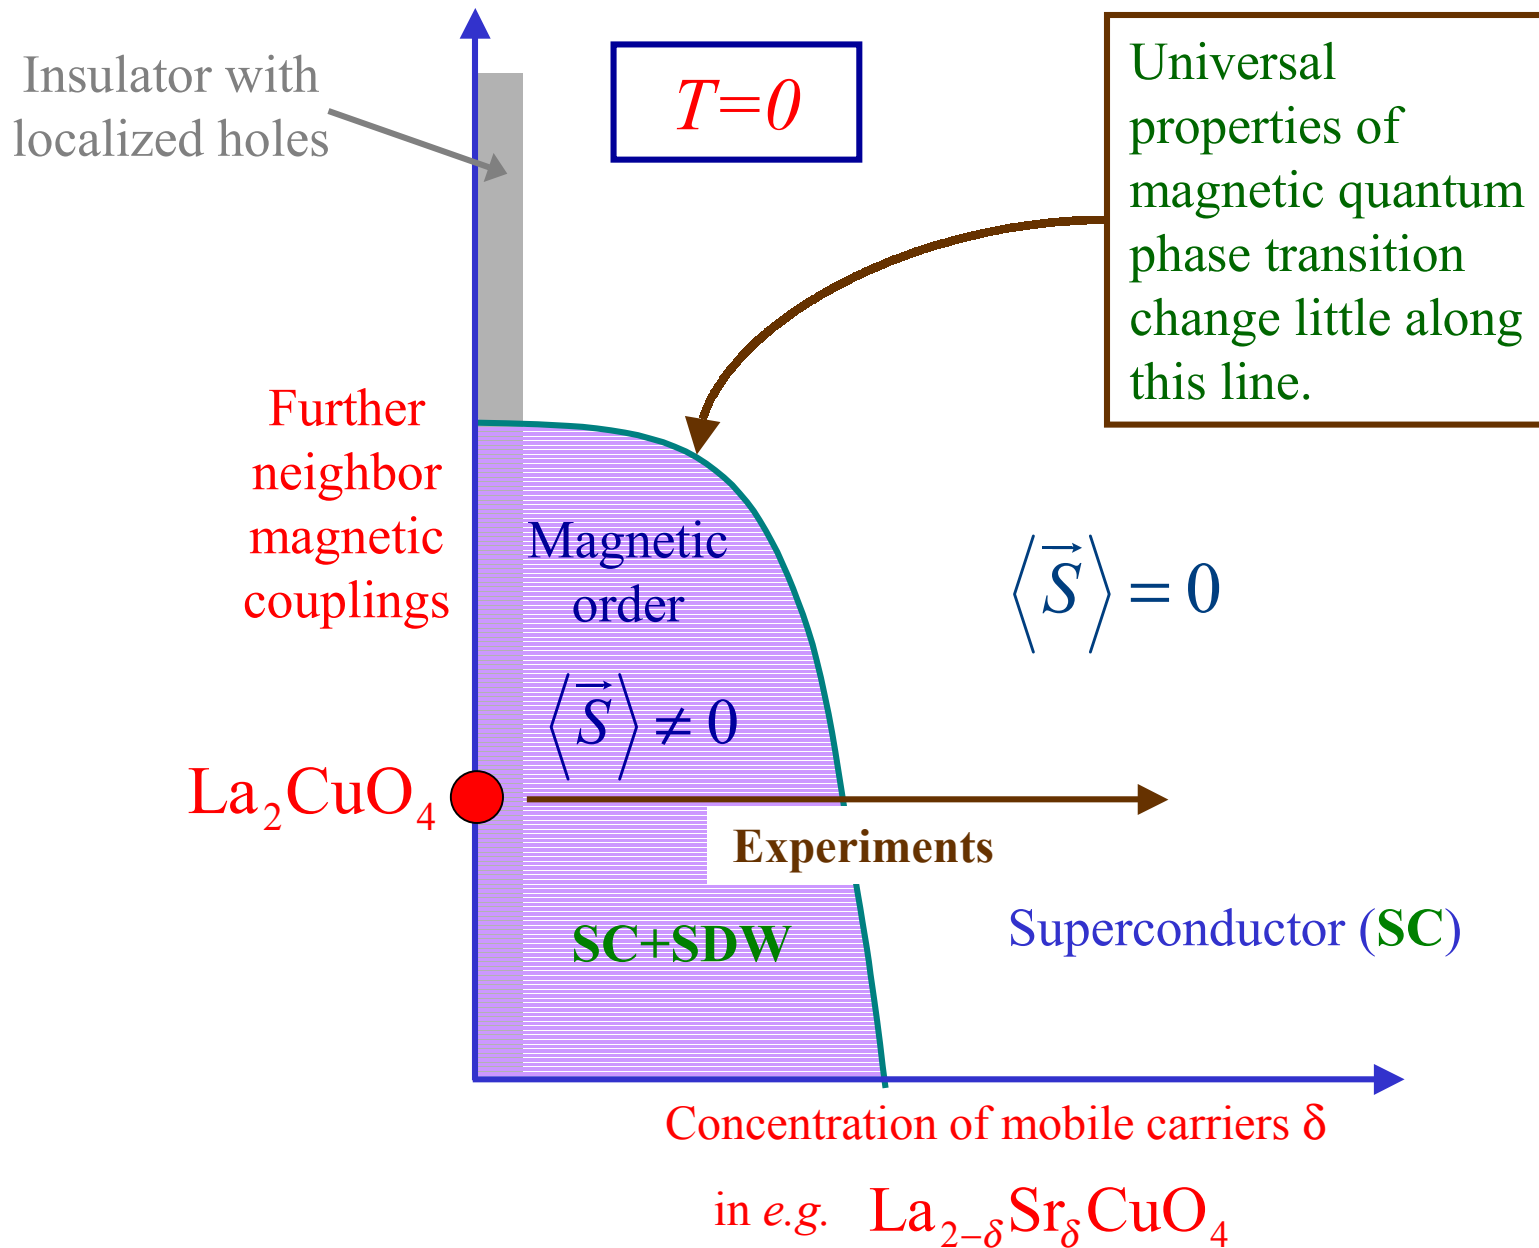 Insulator with
localized holes
T=0
Universal
properties of
magnetic quantum
phase transition
change little along
this line.
Further
neighbor
magnetic
couplings
Magnetic
order
⟨S⃗⟩ ≠ 0
⟨S⃗⟩ = 0
La₂CuO₄
Experiments
SC+SDW
Superconductor (SC)
Concentration of mobile carriers δ
in e.g. La₂₋δSrδCuO₄